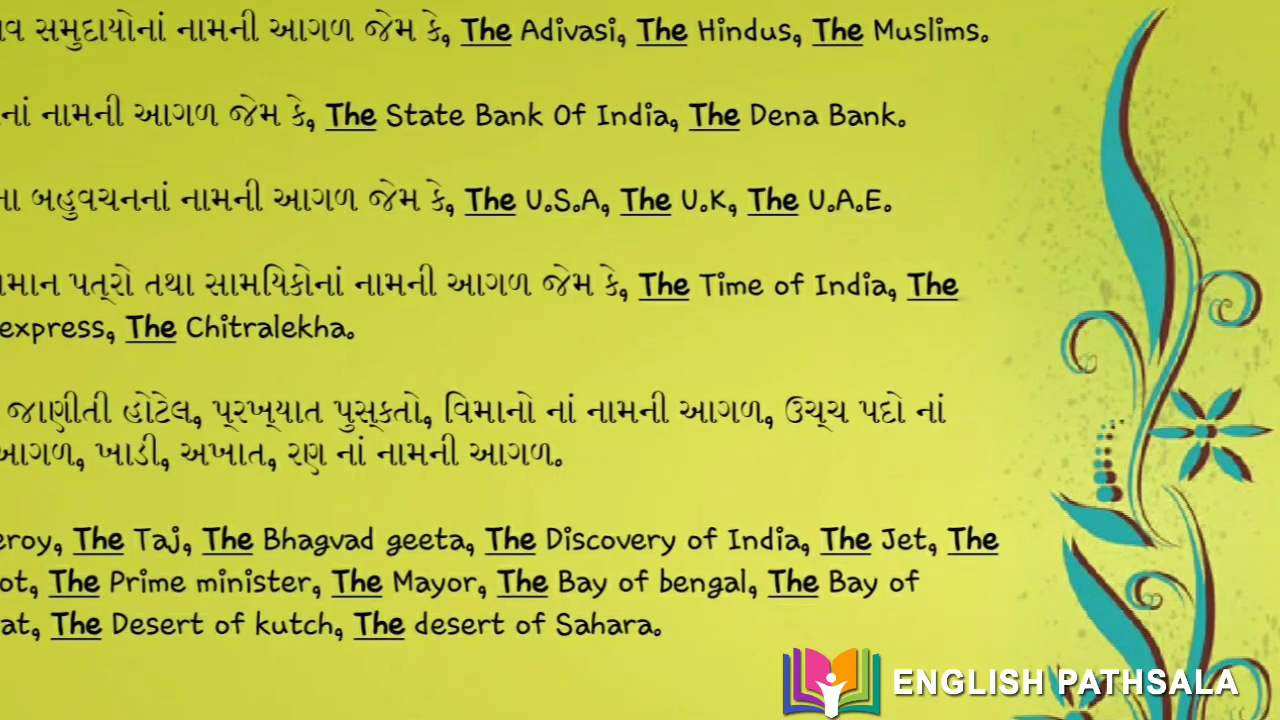 સમુદાયોનાં નામની આગળ જેમ કે, The Adivasi, The Hindus, The Muslims.
નાં નામની આગળ જેમ કે, The State Bank Of India, The Dena Bank.
ના બહુવચનનાં નામની આગળ જેમ કે, The U.S.A, The U.K, The U.A.E.
માન પત્‌રો તથા સામયિકોનાં નામની આગળ જેમ કે, The Time of India, The
express, The Chitralekha.
જાણીતી હોટેલ, પ્‌રખ્‌યાત પુસ્‌કતો, વિમાનો નાં નામની આગળ, ઉચ્‌ચ પદો નાં
આગળ, ખાડી, અખાત, રણ નાં નામની આગળ.
eroy, The Taj, The Bhagvad geeta, The Discovery of India, The Jet, The
ot, The Prime minister, The Mayor, The Bay of bengal, The Bay of
at, The Desert of kutch, The desert of Sahara.
ENGLISH PATHSALA